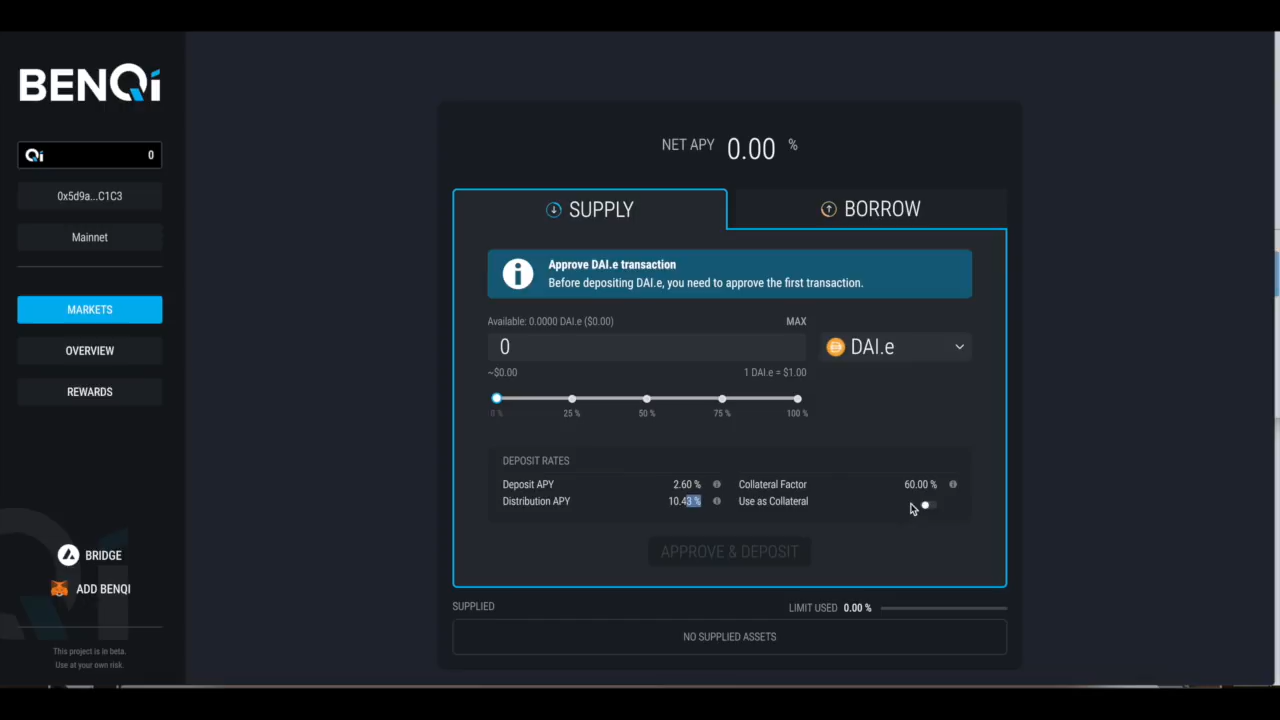 BENQi
Qi 0
0x5d9a...C1C3
Mainnet
MARKETS
OVERVIEW
REWARDS
BRIDGE
ADD BENQI
This project is in beta.
Use at your own risk.
NET APY 0.00 %
SUPPLY
BORROW
Approve DAI.e transaction
Before depositing DAI.e, you need to approve the first transaction.
Available: 0.0000 DAI.e ($0.00) MAX
0 DAI.e
~$0.00 1 DAI.e = $1.00
0 % 25 % 50 % 75 % 100 %
DEPOSIT RATES
Deposit APY 2.60 % Collateral Factor 60.00 %
Distribution APY 10.43 % Use as Collateral
APPROVE & DEPOSIT
SUPPLIED LIMIT USED 0.00 %
NO SUPPLIED ASSETS